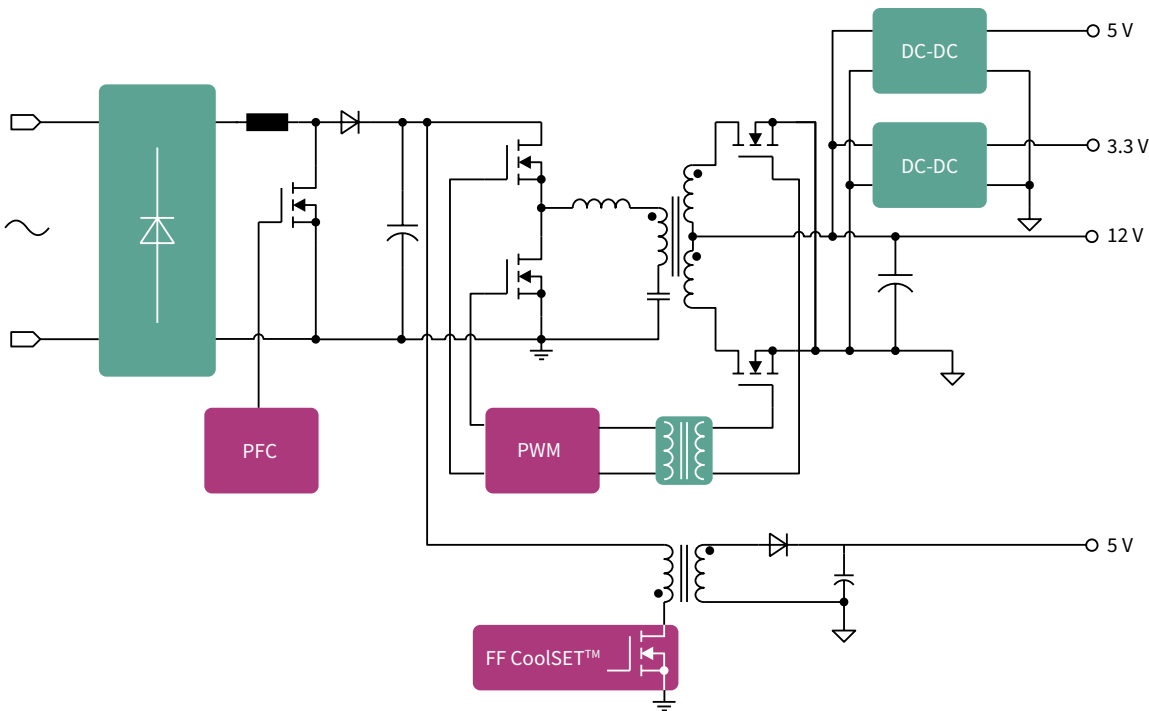 5 V
DC-DC
3.3 V
DC-DC
12 V
PFC
PWM
5 V
FF CoolSET™